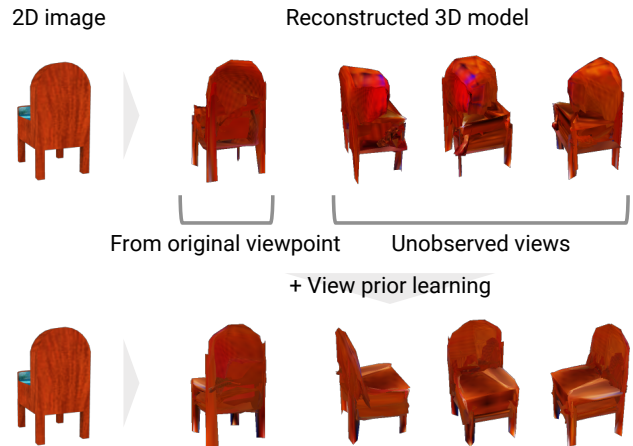 2D image
Reconstructed 3D model
From original viewpoint
Unobserved views
+ View prior learning